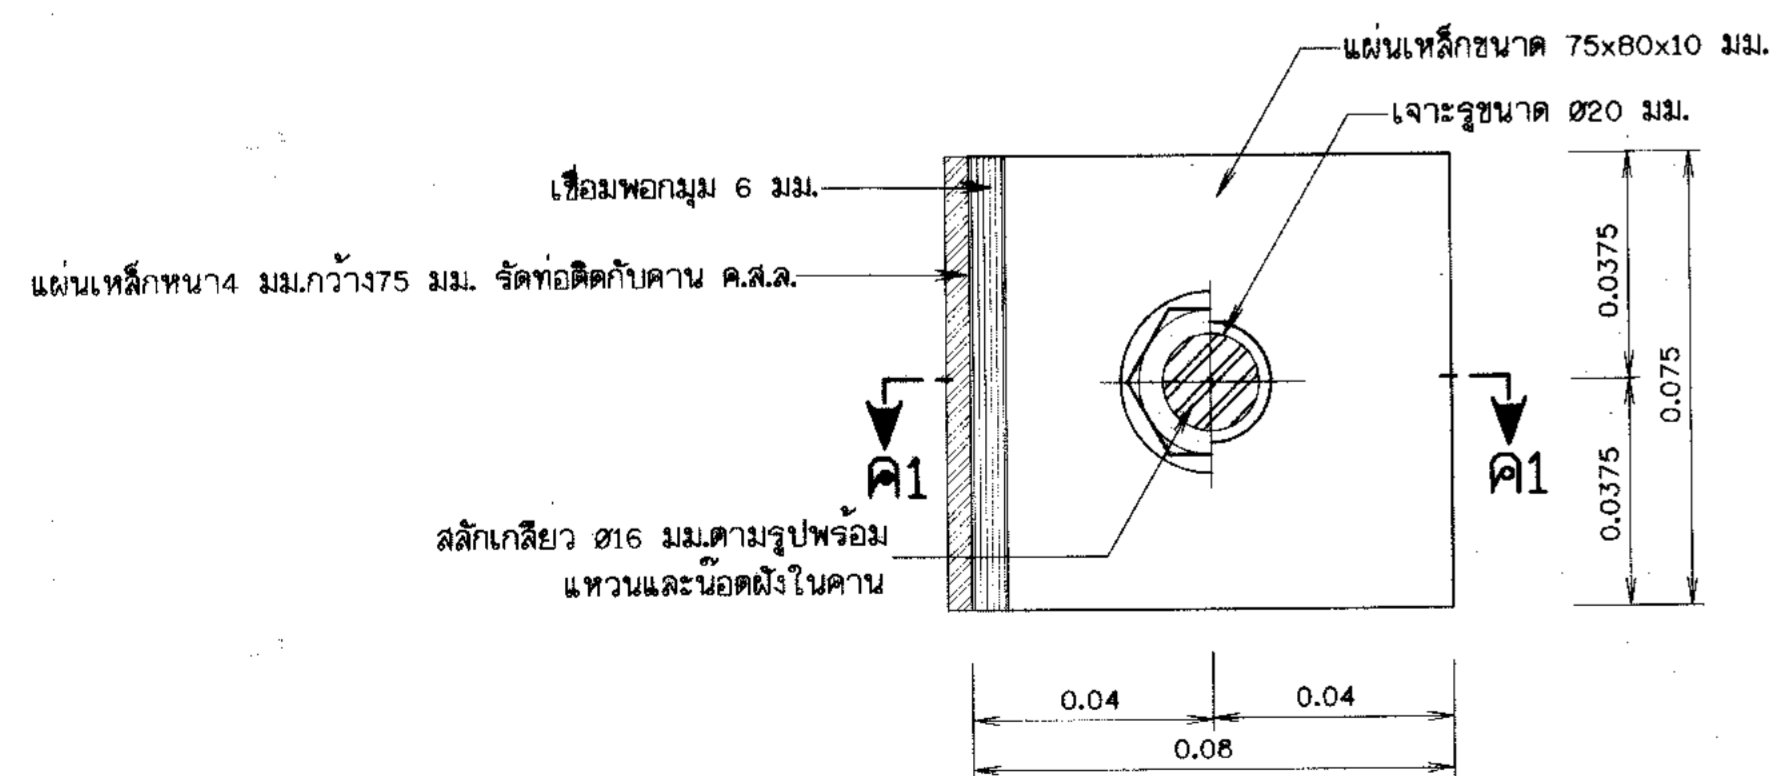 แผ่นเหล็กขนาด 75x80x10 มม.
เจาะรูขนาด Ø20 มม.
เชื่อมพอกมุม 6 มม.
แผ่นเหล็กหนา4 มม.กว้าง75 มม. รัดท่อติดกับคาน ค.ส.ล.
0.0375
0.075
0.0375
ค1
ค1
สลักเกลียว Ø16 มม.ตามรูปพร้อม
แหวนและน๊อตฝังในคาน
0.04
0.04
0.08